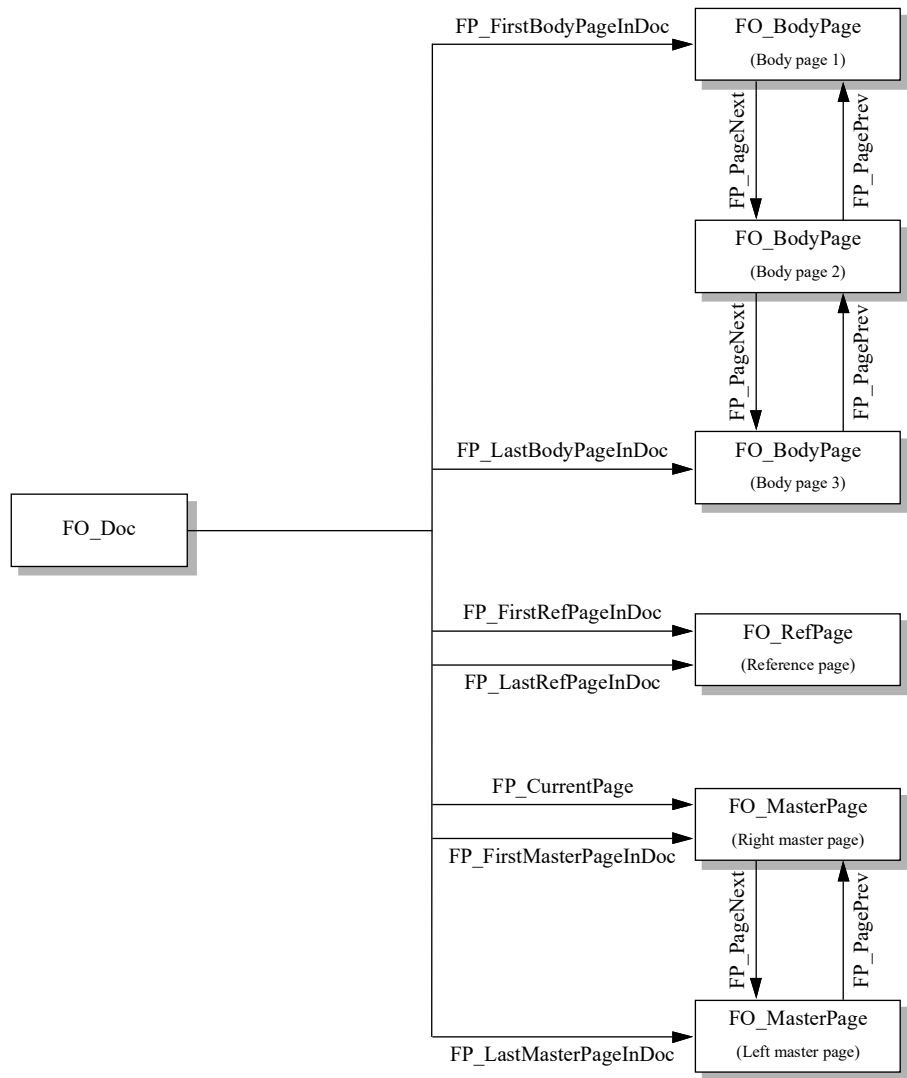 FP_FirstBodyPageInDoc
FO_BodyPage
(Body page 1)
FP_PageNext
FP_PagePrev
FO_BodyPage
(Body page 2)
FP_PageNext
FP_PagePrev
FP_LastBodyPageInDoc
FO_BodyPage
(Body page 3)
FO_Doc
FP_FirstRefPageInDoc
FO_RefPage
(Reference page)
FP_LastRefPageInDoc
FP_CurrentPage
FO_MasterPage
(Right master page)
FP_FirstMasterPageInDoc
FP_PageNext
FP_PagePrev
FO_MasterPage
(Left master page)
FP_LastMasterPageInDoc